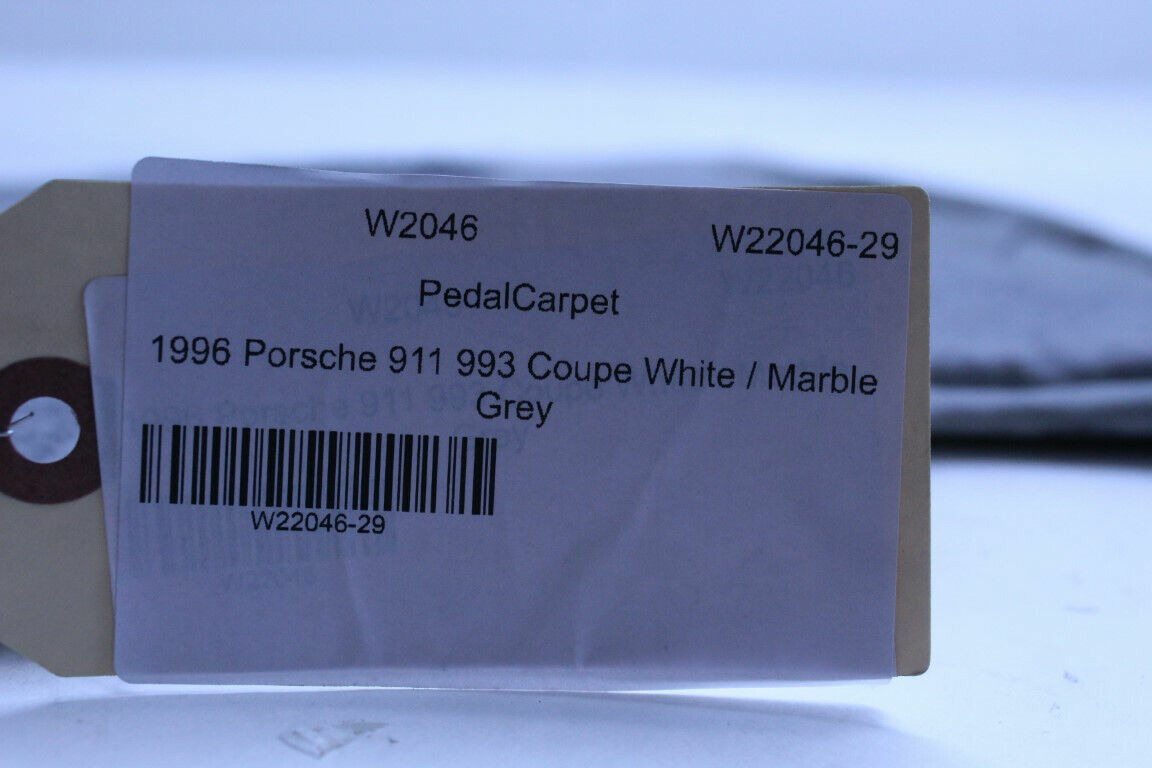 W2046 W22046-29
PedalCarpet
1996 Porsche 911 993 Coupe White / Marble
Grey
W22046-29